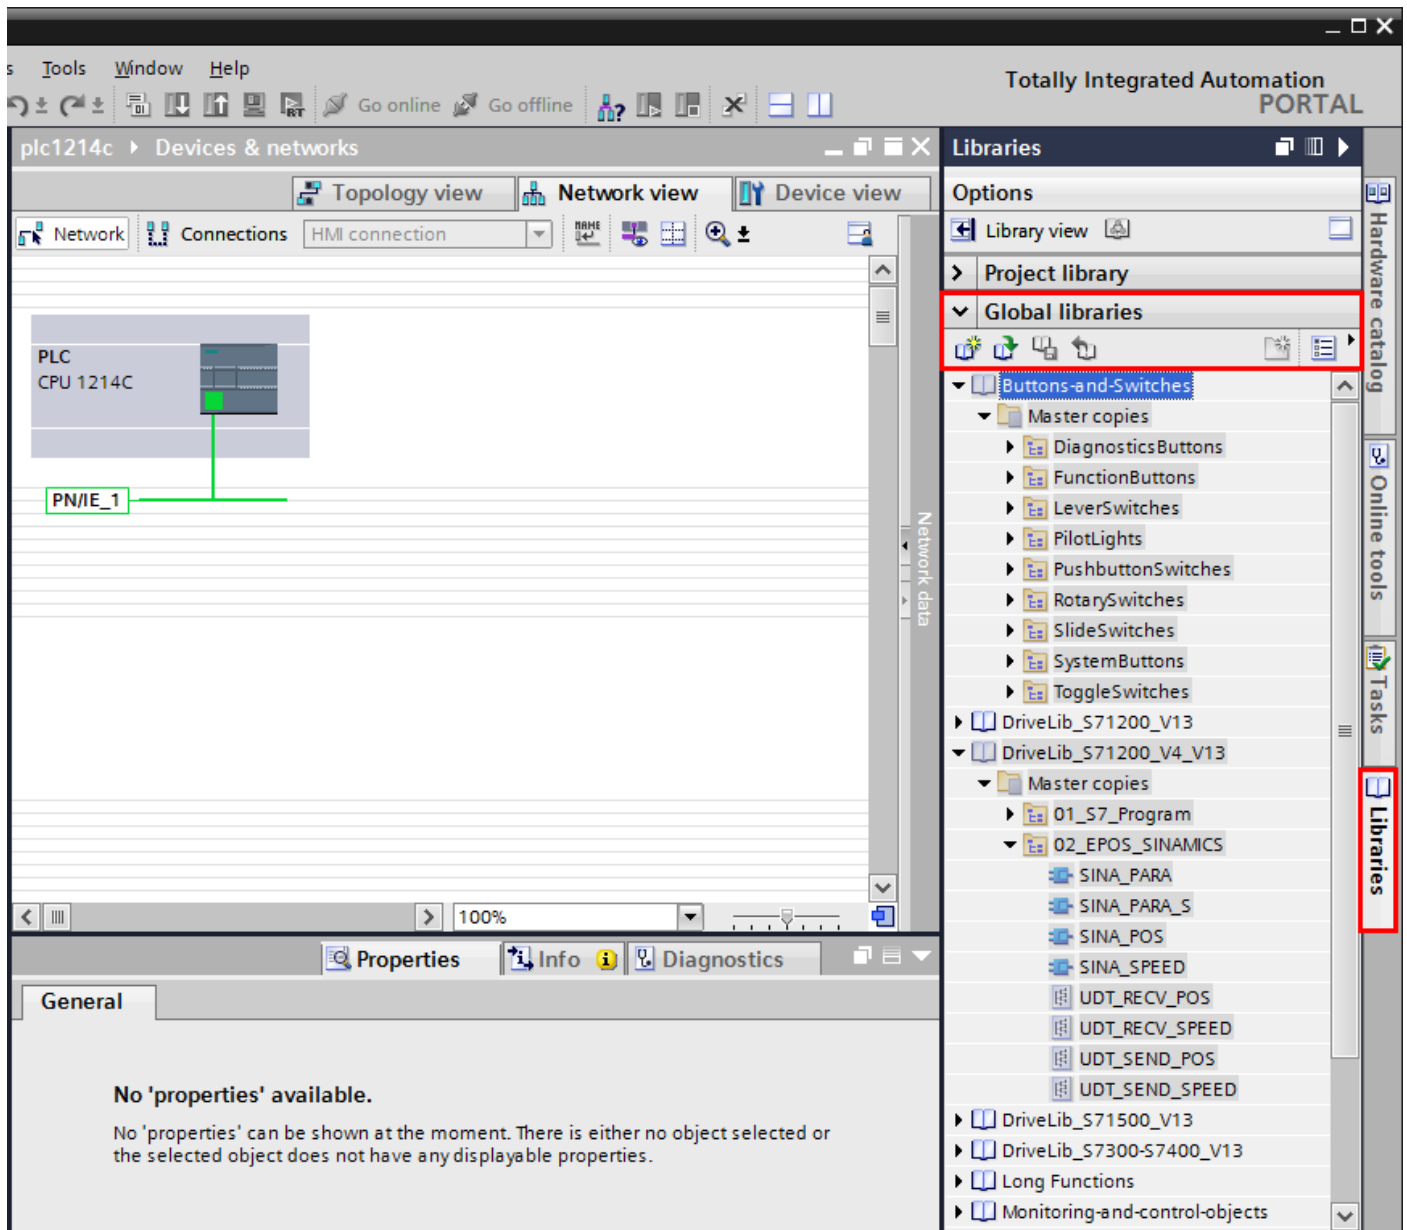 s Tools Window Help
Totally Integrated Automation
PORTAL
Go online Go offline
plc1214c Devices & networks
Topology view Network view Device view
Network Connections HMI connection
NAME
PLC
CPU 1214C
PN/IE_1
Network data
100%
Properties Info Diagnostics
General
No 'properties' available.
No 'properties' can be shown at the moment. There is either no object selected or
the selected object does not have any displayable properties.
Libraries
Options
Library view
Project library
Global libraries
Buttons-and-Switches
Master copies
DiagnosticsButtons
FunctionButtons
LeverSwitches
PilotLights
PushbuttonSwitches
RotarySwitches
SlideSwitches
SystemButtons
ToggleSwitches
DriveLib_S71200_V13
DriveLib_S71200_V4_V13
Master copies
01_S7_Program
02_EPOS_SINAMICS
SINA_PARA
SINA_PARA_S
SINA_POS
SINA_SPEED
UDT_RECV_POS
UDT_RECV_SPEED
UDT_SEND_POS
UDT_SEND_SPEED
DriveLib_S71500_V13
DriveLib_S7300-S7400_V13
Long Functions
Monitoring-and-control-objects
Hardware catalog
Online tools
Tasks
Libraries